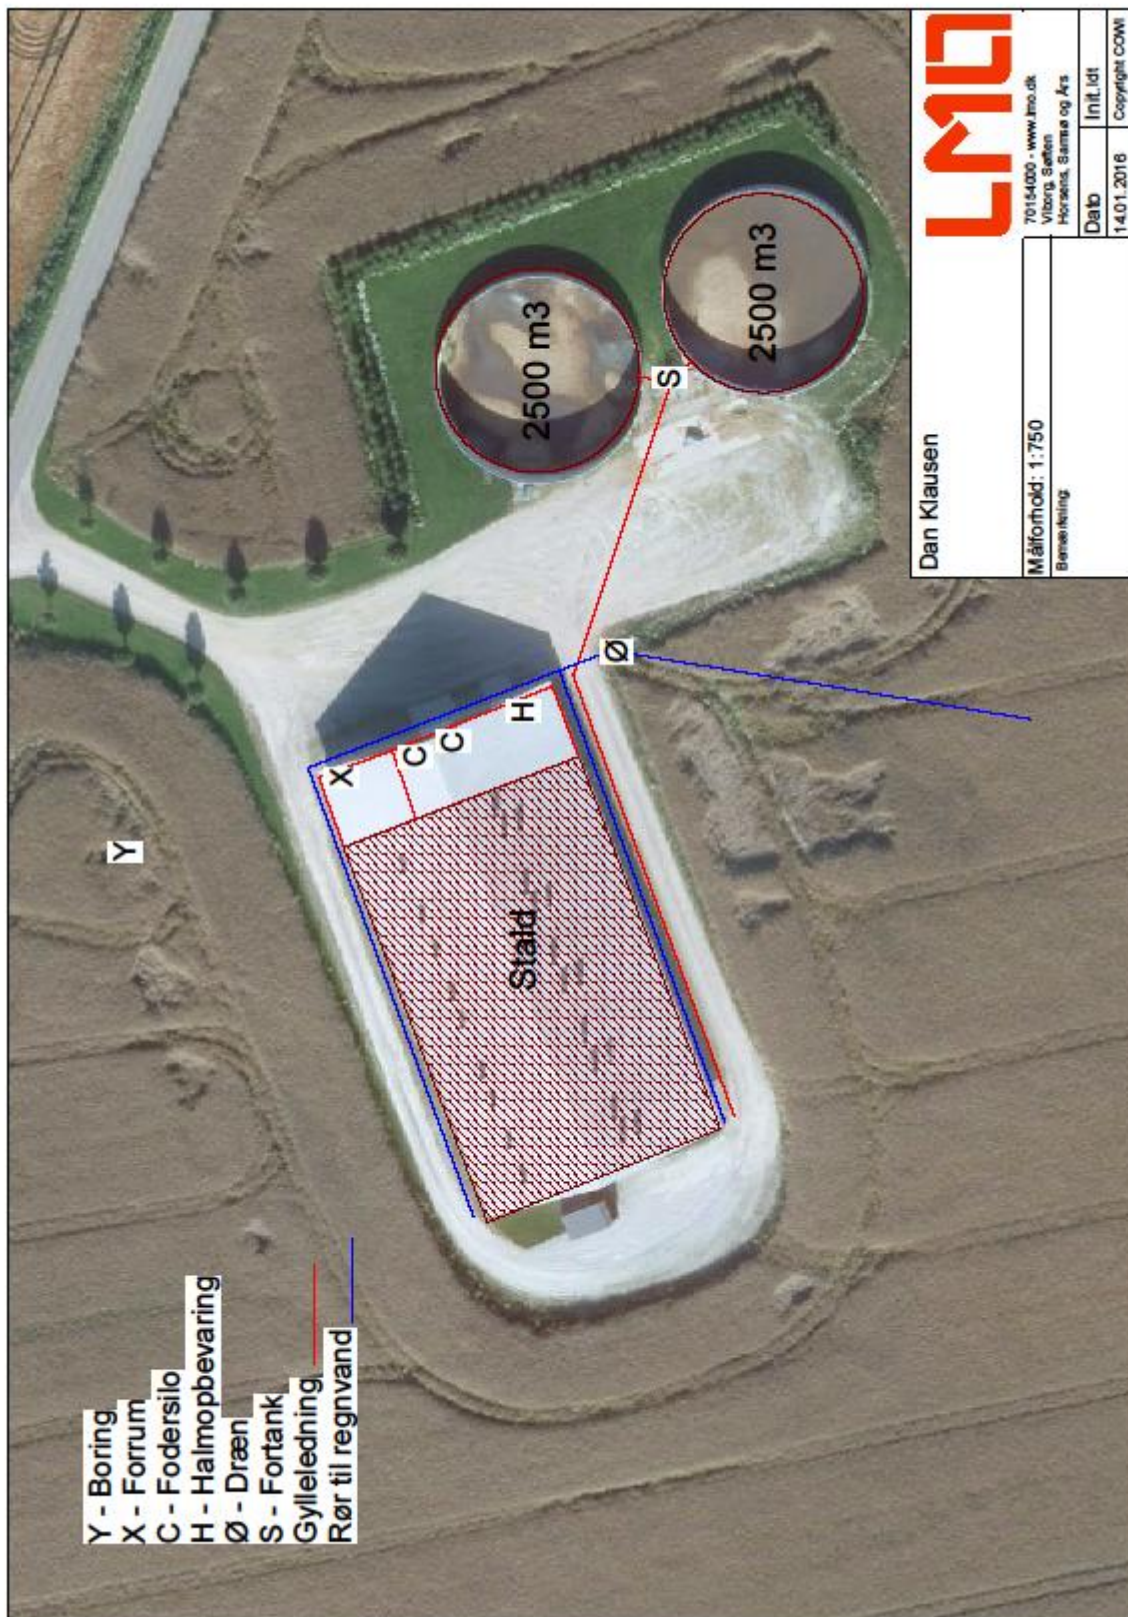 Y - Boring
X - Forrum
C - Fodersilo
H - Halmopbevaring
Ø - Dræn
S - Fortank
Gylleledning
Rør til regnvand
Y
X
C
C
H
Ø
S
Stald
2500 m3
2500 m3
Dan Klausen
LMO
70154000 - www.lmo.dk
Viborg, Søften
Horsens, Samsø og Års
Målforhold: 1:750
Bemærkning:
Dato
Init.ldt
14.01.2016
Copyright COWI